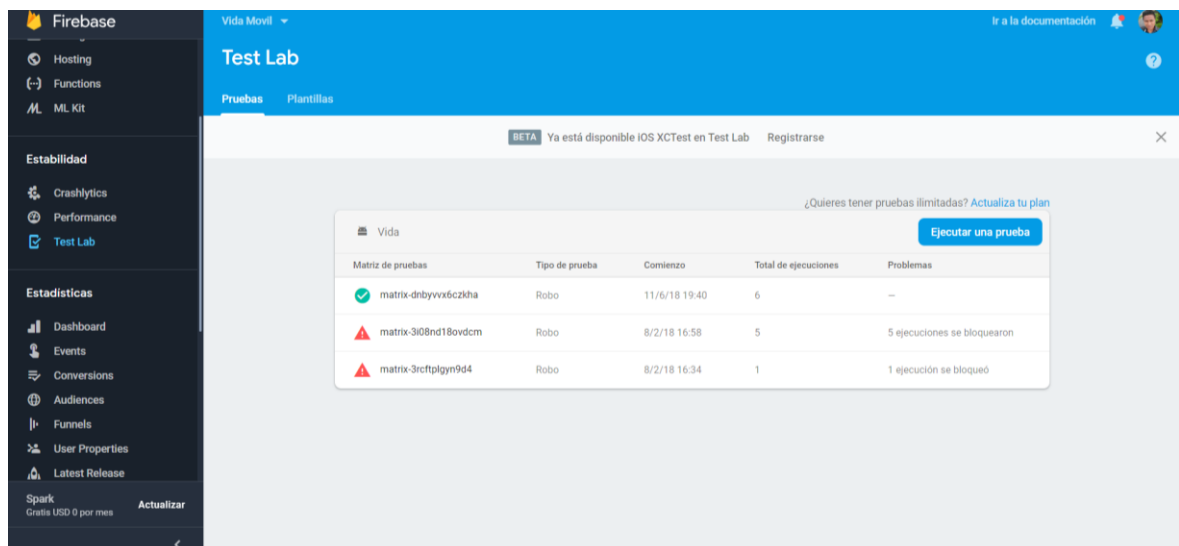 Firebase
Hosting
Functions
ML Kit
Estabilidad
Crashlytics
Performance
Test Lab
Estadísticas
Dashboard
Events
Conversions
Audiences
Funnels
User Properties
Latest Release
Spark
Gratis USD 0 por mes
Actualizar
Vida Movil
Ir a la documentación
Test Lab
Pruebas Plantillas
BETA Ya está disponible iOS XCTest en Test Lab Registrarse
¿Quieres tener pruebas ilimitadas? Actualiza tu plan
Vida Ejecutar una prueba
Matriz de pruebas Tipo de prueba Comienzo Total de ejecuciones Problemas
matrix-dnbyvvx6czkha Robo 11/6/18 19:40 6 —
matrix-3i08nd18ovdcm Robo 8/2/18 16:58 5 5 ejecuciones se bloquearon
matrix-3rcftplgyn9d4 Robo 8/2/18 16:34 1 1 ejecución se bloqueó